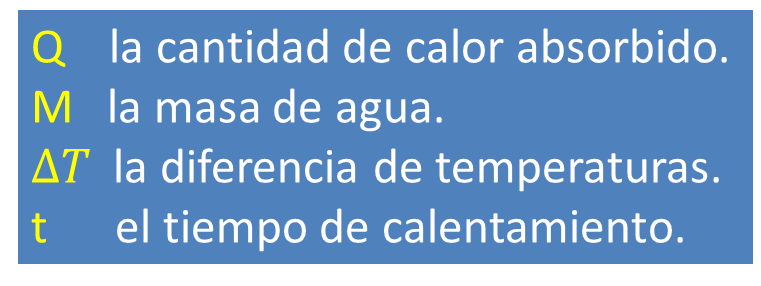 Q la cantidad de calor absorbido.
M la masa de agua.
ΔT la diferencia de temperaturas.
t el tiempo de calentamiento.